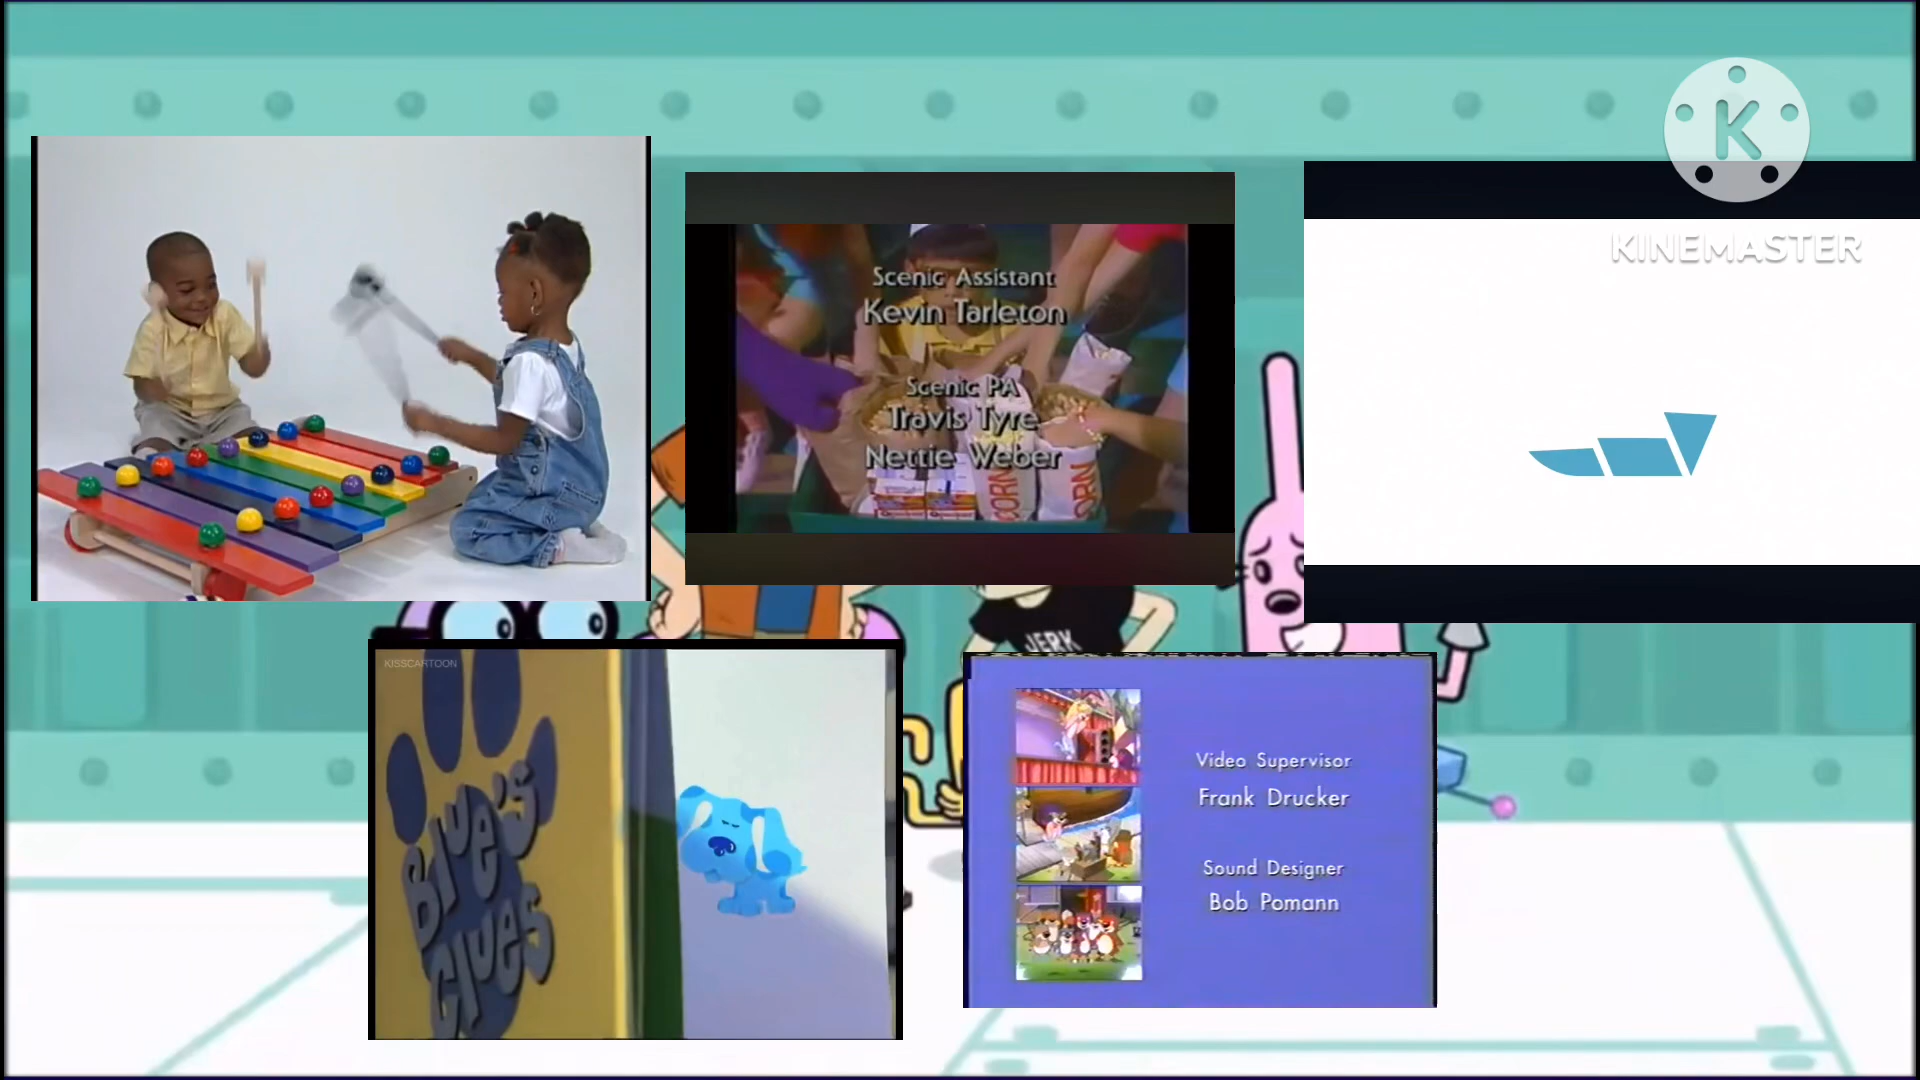 K
KINEMASTER
Scenic Assistant
Kevin Tarleton
Scenic PA
Travis Tyre
Nettie Weber
CORN
CORN
JERK
KISSCARTOON
Blue's
Clues
Video Supervisor
Frank Drucker
Sound Designer
Bob Pomann